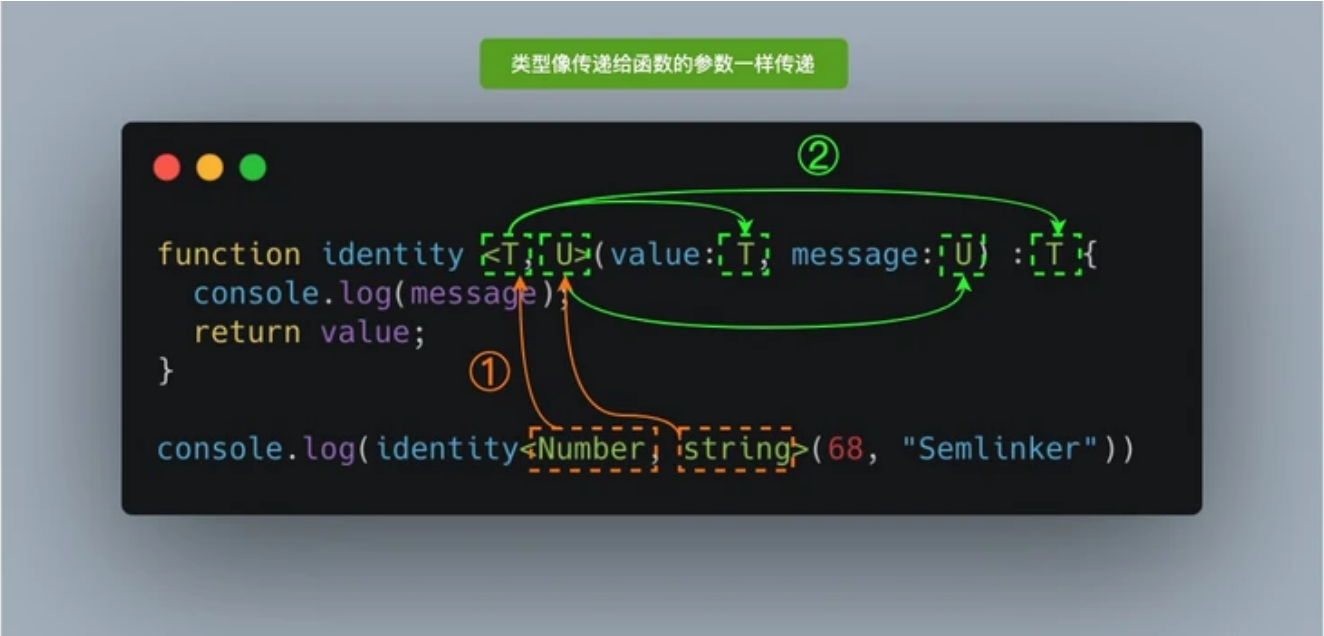 类型像传递给函数的参数一样传递
②
function identity <T, U>(value: T, message: U) : T {
  console.log(message);
  return value;
}
①
console.log(identity<Number, string>(68, "Semlinker"))